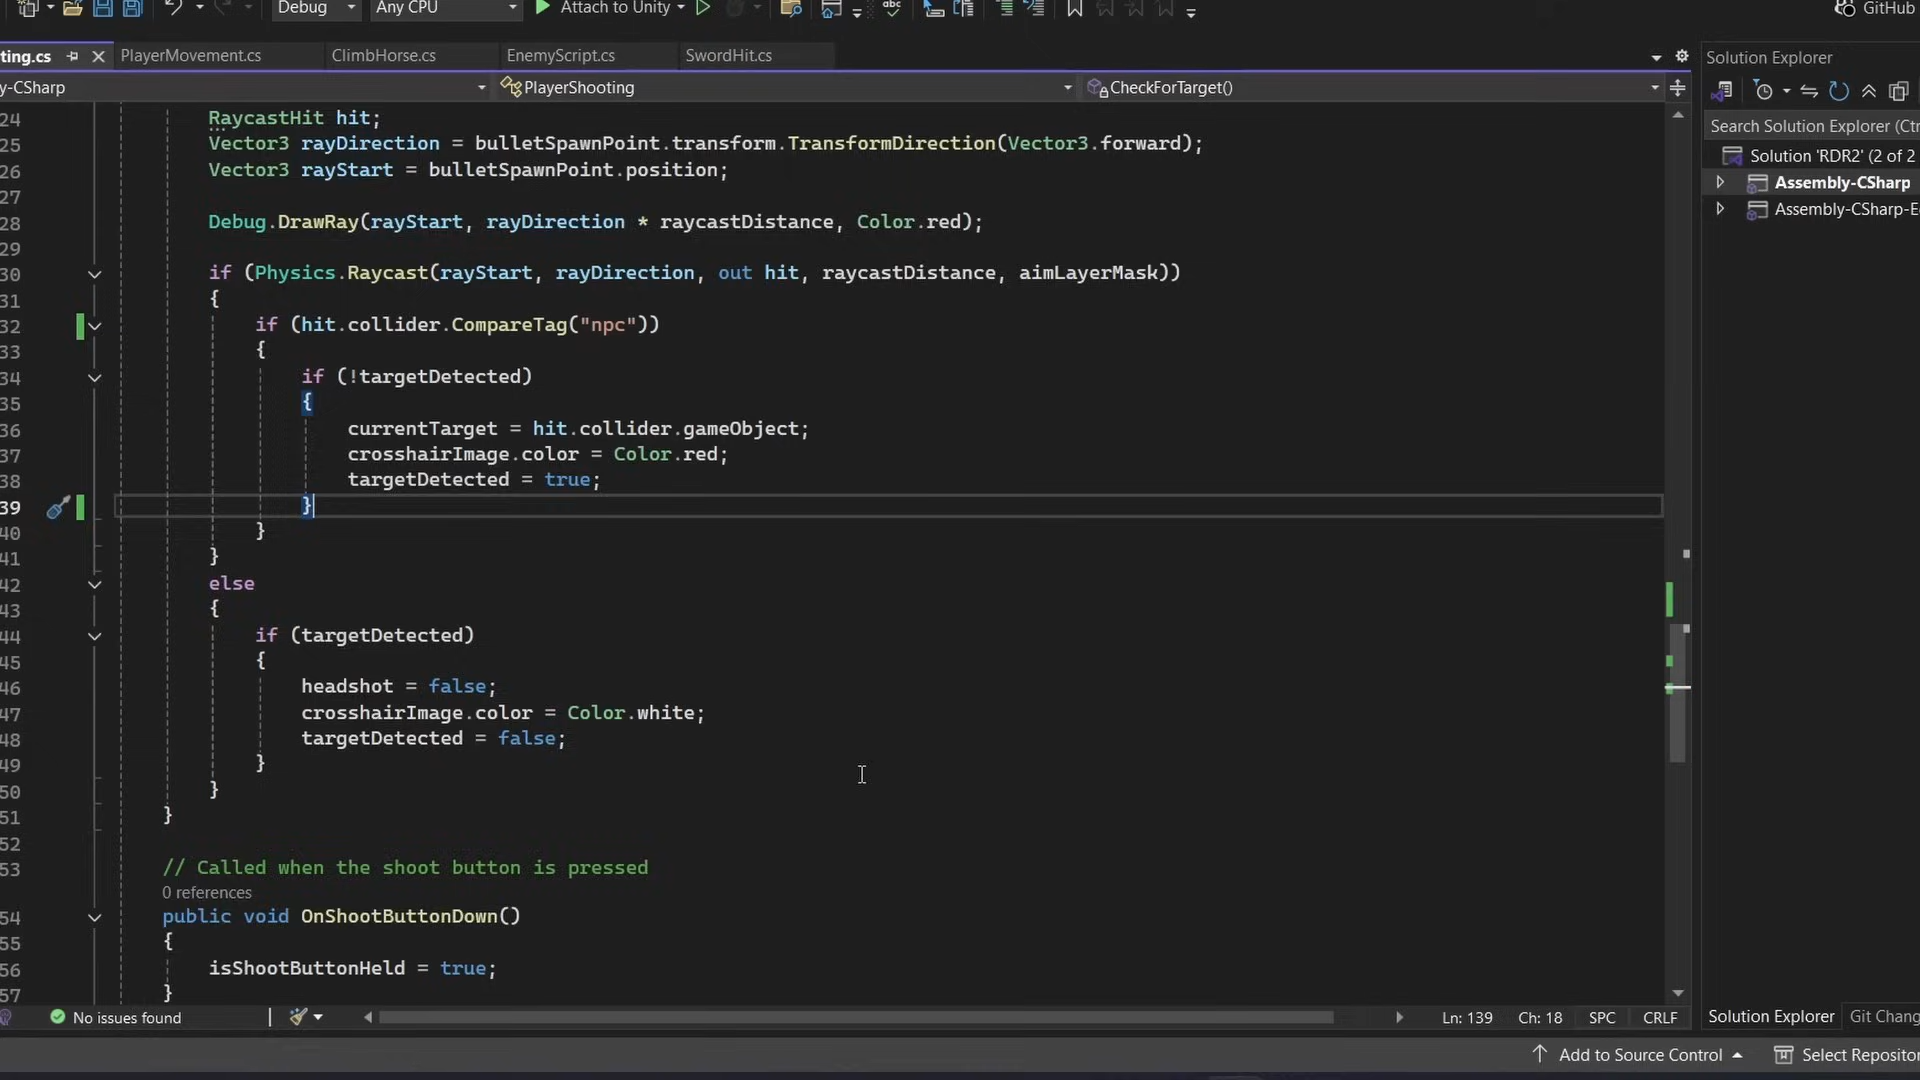 Debug
Any CPU
Attach to Unity
GitHub
ting.cs
PlayerMovement.cs
ClimbHorse.cs
EnemyScript.cs
SwordHit.cs
y-CSharp
PlayerShooting
CheckForTarget()
24 RaycastHit hit;
25 Vector3 rayDirection = bulletSpawnPoint.transform.TransformDirection(Vector3.forward);
26 Vector3 rayStart = bulletSpawnPoint.position;
27
28 Debug.DrawRay(rayStart, rayDirection * raycastDistance, Color.red);
29
30 if (Physics.Raycast(rayStart, rayDirection, out hit, raycastDistance, aimLayerMask))
31 {
32 if (hit.collider.CompareTag("npc"))
33 {
34 if (!targetDetected)
35 {
36 currentTarget = hit.collider.gameObject;
37 crosshairImage.color = Color.red;
38 targetDetected = true;
39 }
40 }
41 }
42 else
43 {
44 if (targetDetected)
45 {
46 headshot = false;
47 crosshairImage.color = Color.white;
48 targetDetected = false;
49 }
50 }
51 }
52
53 // Called when the shoot button is pressed
0 references
54 public void OnShootButtonDown()
55 {
56 isShootButtonHeld = true;
57 }
No issues found
Ln: 139
Ch: 18
SPC
CRLF
Solution Explorer
Search Solution Explorer (Ctr
Solution 'RDR2' (2 of 2
Assembly-CSharp
Assembly-CSharp-E
Solution Explorer
Git Chang
Add to Source Control
Select Repositor